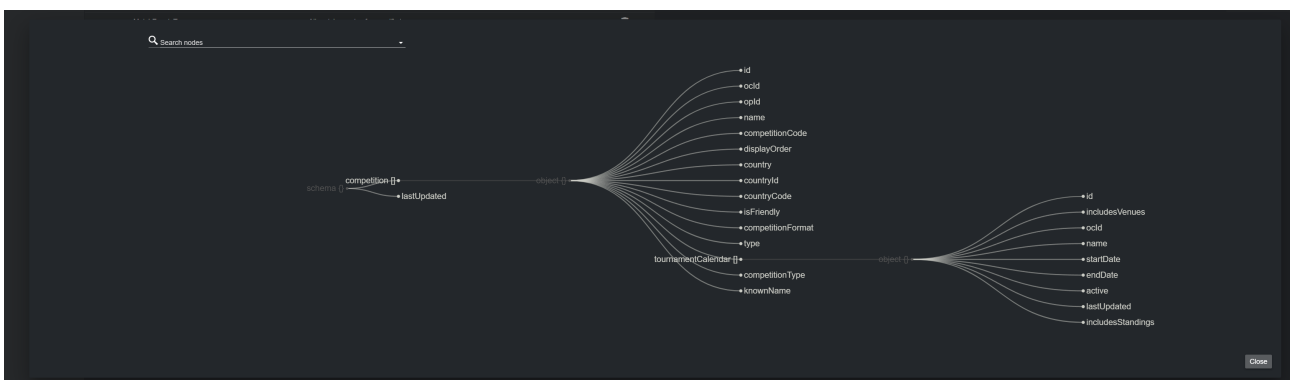 Search nodes
schema {}
competition []
lastUpdated
object {}
id
ocId
opId
name
competitionCode
displayOrder
country
countryId
countryCode
isFriendly
competitionFormat
type
tournamentCalendar []
competitionType
knownName
object {}
id
includesVenues
ocId
name
startDate
endDate
active
lastUpdated
includesStandings
Close